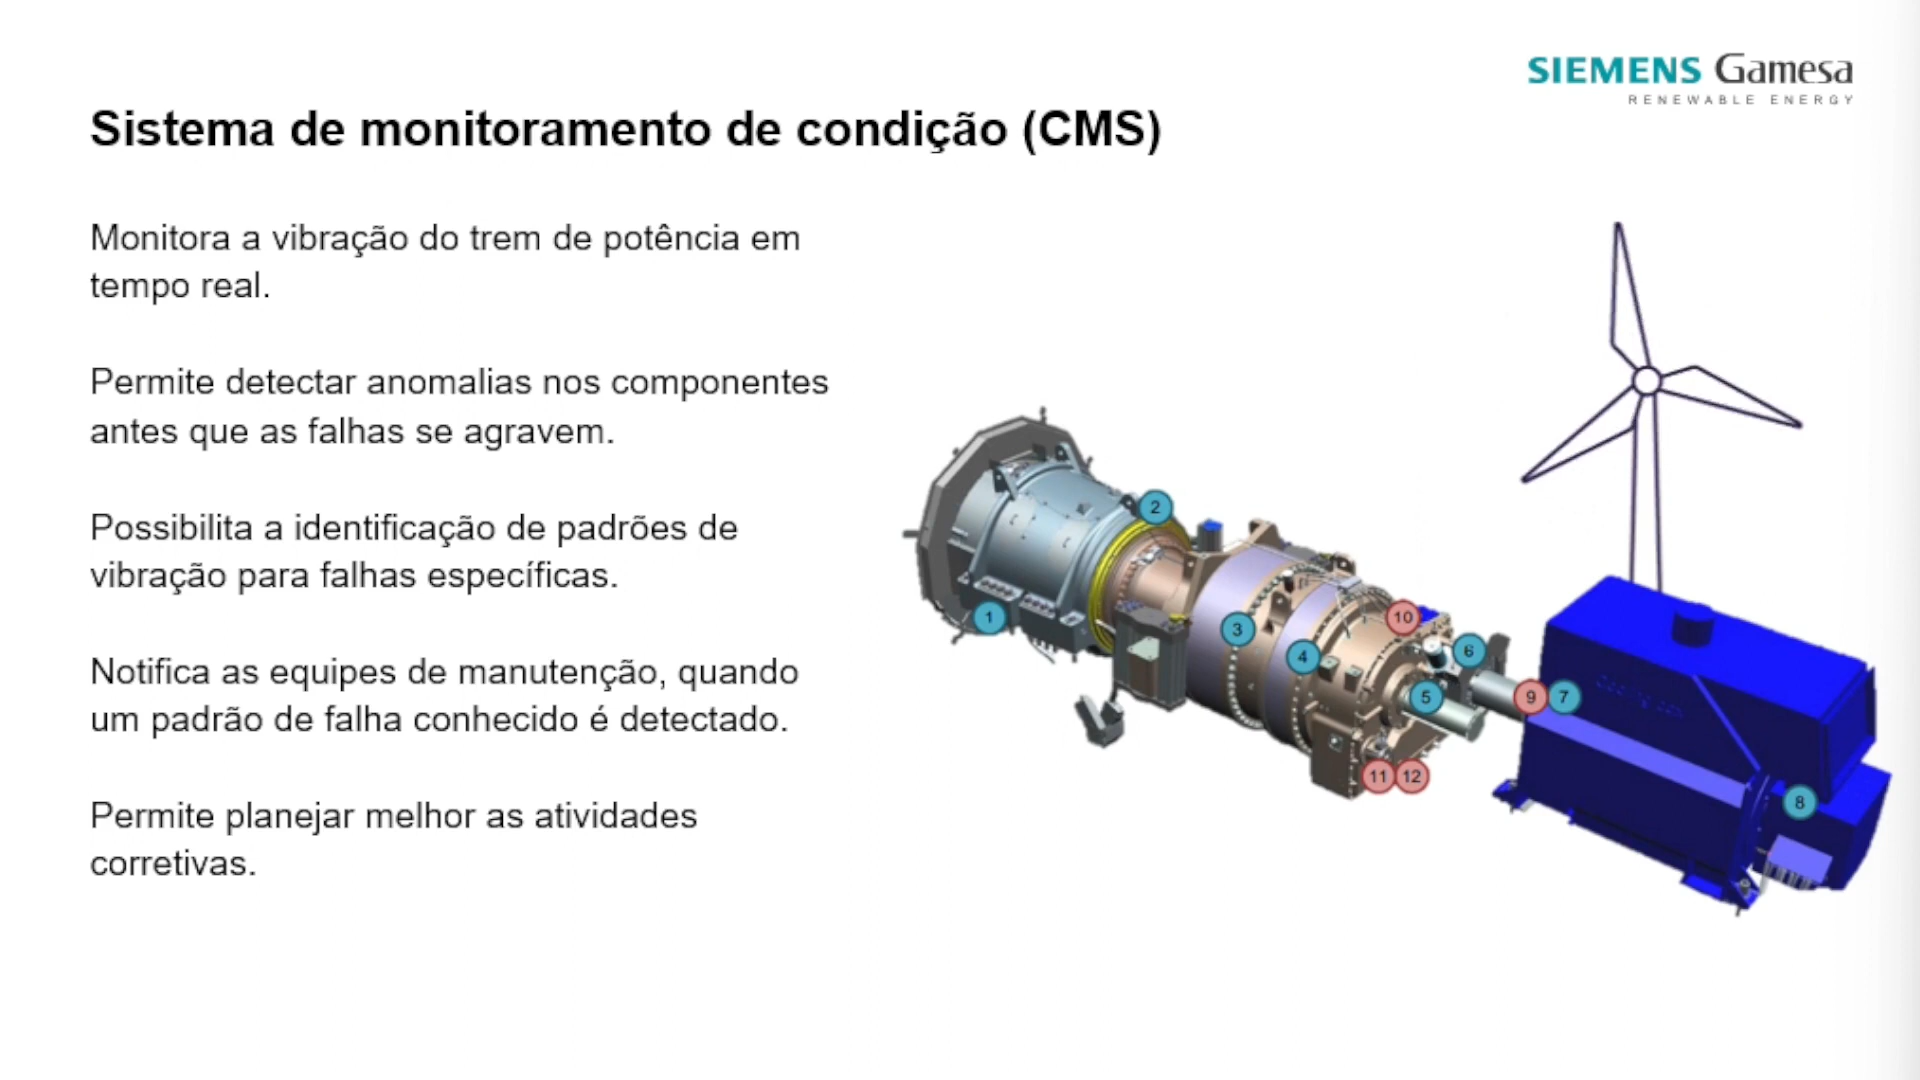 SIEMENS Gamesa
RENEWABLE ENERGY
Sistema de monitoramento de condição (CMS)
Monitora a vibração do trem de potência em
tempo real.
Permite detectar anomalias nos componentes
antes que as falhas se agravem.
Possibilita a identificação de padrões de
vibração para falhas específicas.
Notifica as equipes de manutenção, quando
um padrão de falha conhecido é detectado.
Permite planejar melhor as atividades
corretivas.
2
1
3
10
4
6
5
9 7
11 12
8